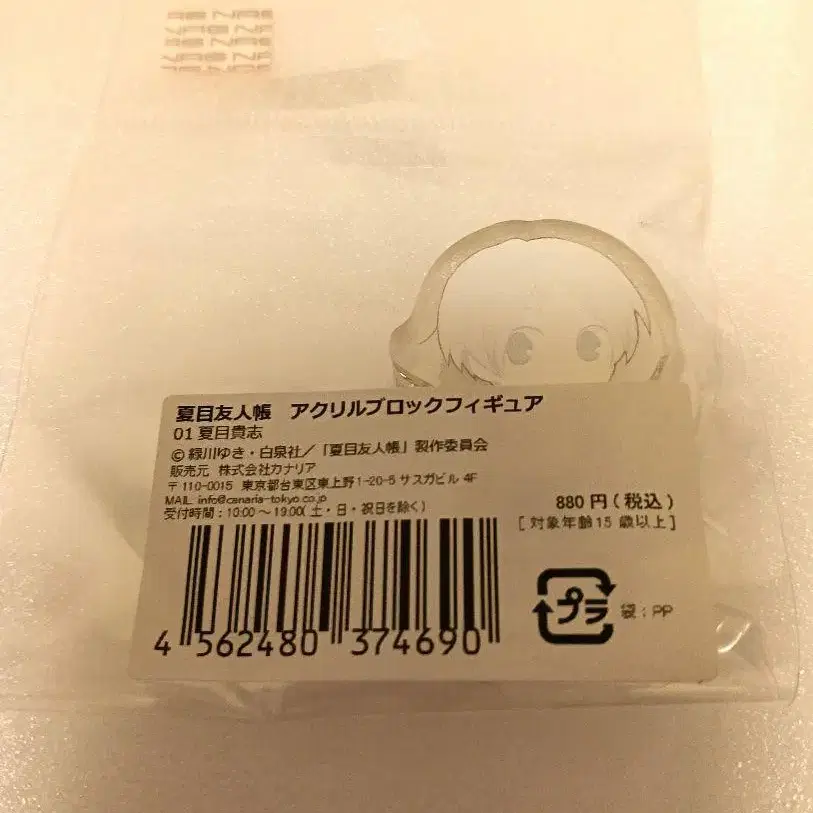 夏目友人帳 アクリルブロックフィギュア
01 夏目貴志
© 緑川ゆき・白泉社/「夏目友人帳」製作委員会
販売元 株式会社カナリア
〒110-0015 東京都台東区東上野1-20-6 サスガビル 4F
MAIL info@canaria-tokyo.co.jp
受付時間:10:00～19:00(土・日・祝日を除く)
880円(税込)
[対象年齢15歳以上]
4 562480 374690
プラ
袋:PP